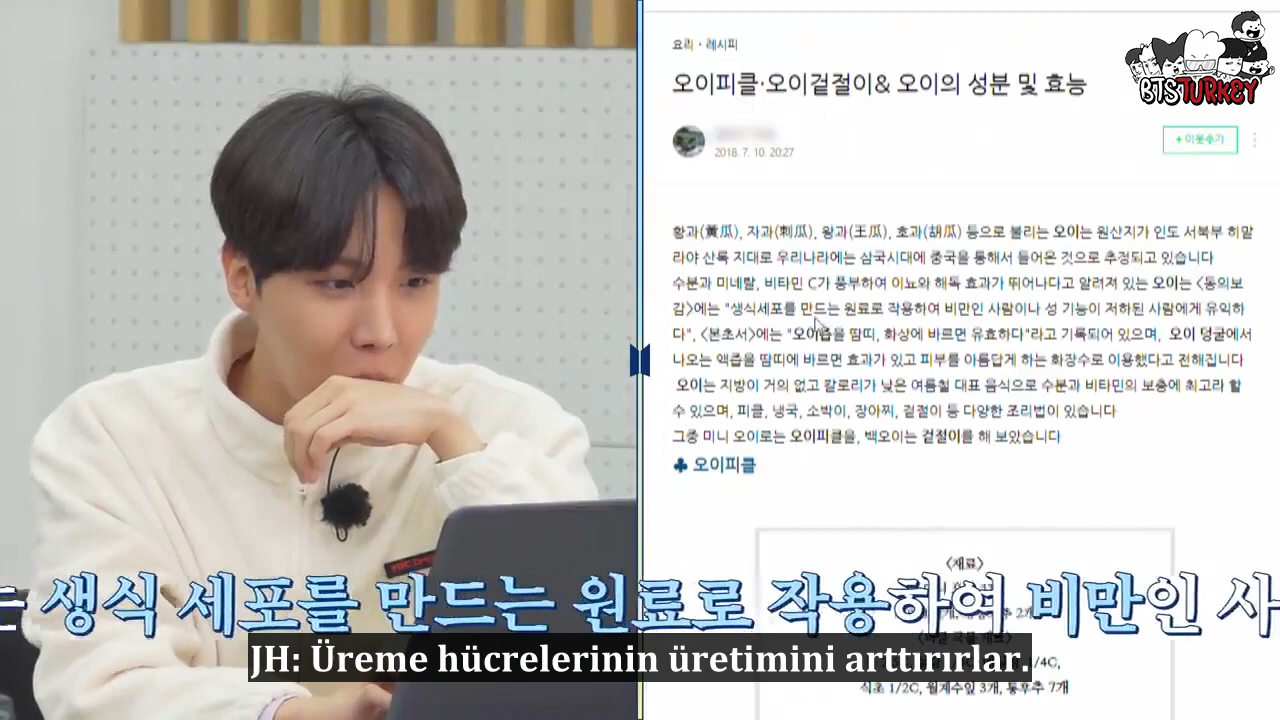 요리・레시피
BTSTURKEY
오이피클·오이겉절이& 오이의 성분 및 효능
+ 이웃추가
2018. 7. 10. 20:27
황과(黃瓜), 자과(刺瓜), 왕과(王瓜), 호과(胡瓜) 등으로 불리는 오이는 원산지가 인도 서북부 히말
라야 산록 지대로 우리나라에는 삼국시대에 중국을 통해서 들어온 것으로 추정되고 있습니다
수분과 미네랄, 비타민 C가 풍부하여 이뇨와 해독 효과가 뛰어나다고 알려져 있는 오이는 <동의보
감>에는 "생식세포를 만드는 원료로 작용하여 비만인 사람이나 성 기능이 저하된 사람에게 유익하
다", <본초서>에는 "오이즙을 땀띠, 화상에 바르면 유효하다"라고 기록되어 있으며, 오이 덩굴에서
나오는 액즙을 땀띠에 바르면 효과가 있고 피부를 아름답게 하는 화장수로 이용했다고 전해집니다
오이는 지방이 거의 없고 칼로리가 낮은 여름철 대표 음식으로 수분과 비타민의 보충에 최고라 할
수 있으며, 피클, 냉국, 소박이, 장아찌, 겉절이 등 다양한 조리법이 있습니다
그중 미니 오이로는 오이피클을, 백오이는 겉절이를 해 보았습니다
♣ 오이피클
<재료>
는 생식 세포를 만드는 원료로 작용하여 비만인 사
JH: Üreme hücrelerinin üretimini arttırırlar.
/4C,
식초 1/2C, 월계수잎 3개, 통후추 7개